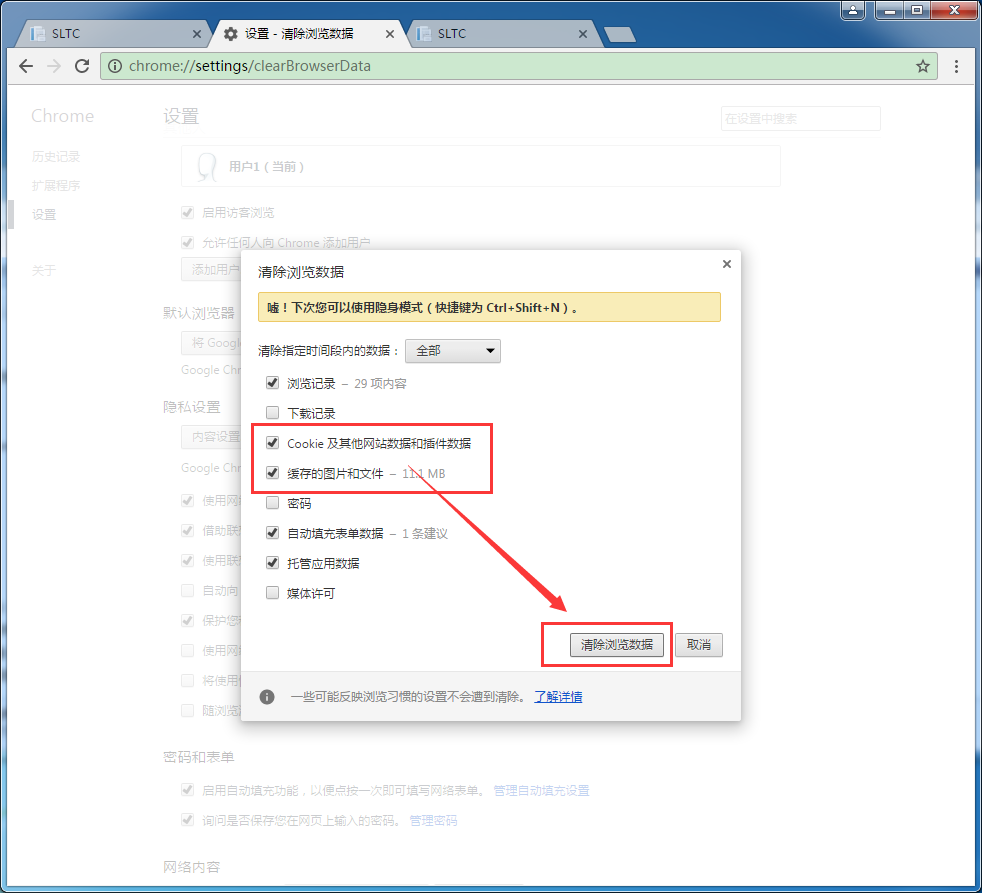 SLTC
设置 - 清除浏览数据
SLTC
chrome://settings/clearBrowserData
Chrome
设置
在设置中搜索
历史记录
扩展程序
设置
关于
用户1（当前）
启用访客浏览
允许任何人向 Chrome 添加用户
添加用户
默认浏览器
将 Googl
Google Chr
隐私设置
内容设置
Google Chr
使用网络
借助联
使用联
自动向
保护您
使用网
将使用
随浏览
清除浏览数据
嘘！下次您可以使用隐身模式（快捷键为 Ctrl+Shift+N）。
清除指定时间段内的数据： 全部
浏览记录 – 29 项内容
下载记录
Cookie 及其他网站数据和插件数据
缓存的图片和文件 – 11.1 MB
密码
自动填充表单数据 – 1 条建议
托管应用数据
媒体许可
清除浏览数据 取消
一些可能反映浏览习惯的设置不会遭到清除。 了解详情
密码和表单
启用自动填充功能，以便点按一次即可填写网络表单。 管理自动填充设置
询问是否保存您在网页上输入的密码。 管理密码
网络内容